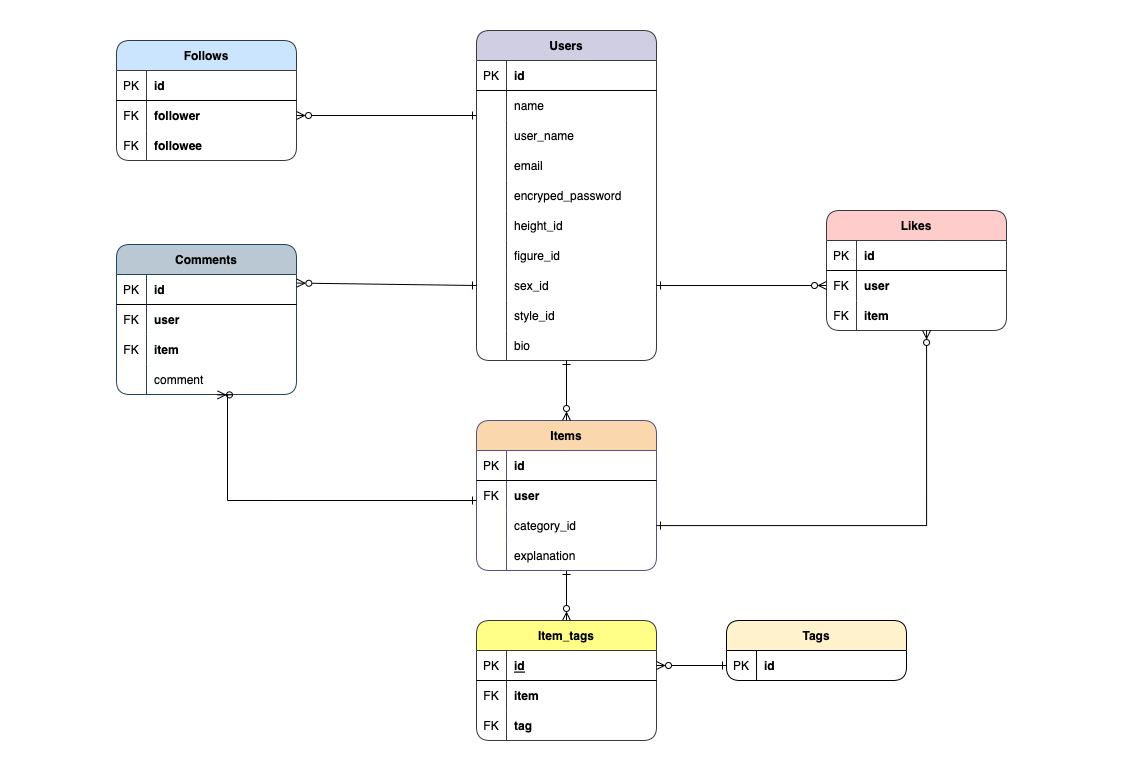 Follows
PK id
FK follower
FK followee
Users
PK id
name
user_name
email
encryped_password
height_id
figure_id
sex_id
style_id
bio
Comments
PK id
FK user
FK item
comment
Likes
PK id
FK user
FK item
Items
PK id
FK user
category_id
explanation
Item_tags
PK id
FK item
FK tag
Tags
PK id